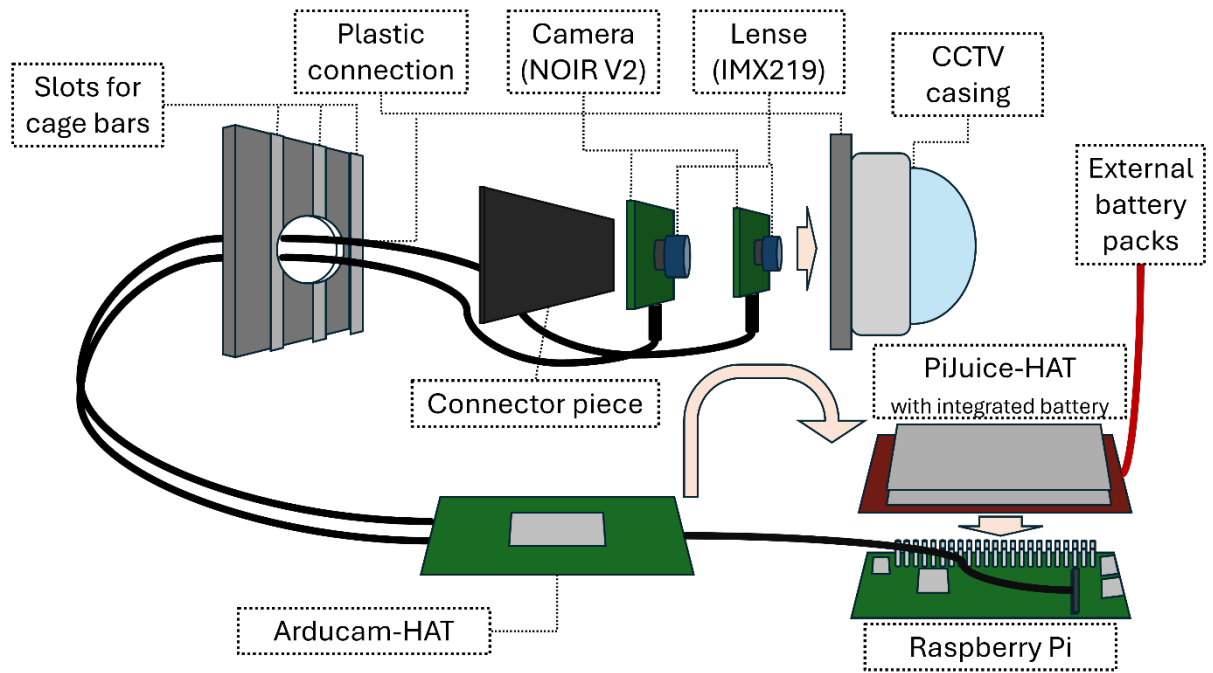 Slots for
cage bars
Plastic
connection
Camera
(NOIR V2)
Lense
(IMX219)
CCTV
casing
External
battery
packs
Connector piece
PiJuice-HAT
with integrated battery
Arducam-HAT
Raspberry Pi